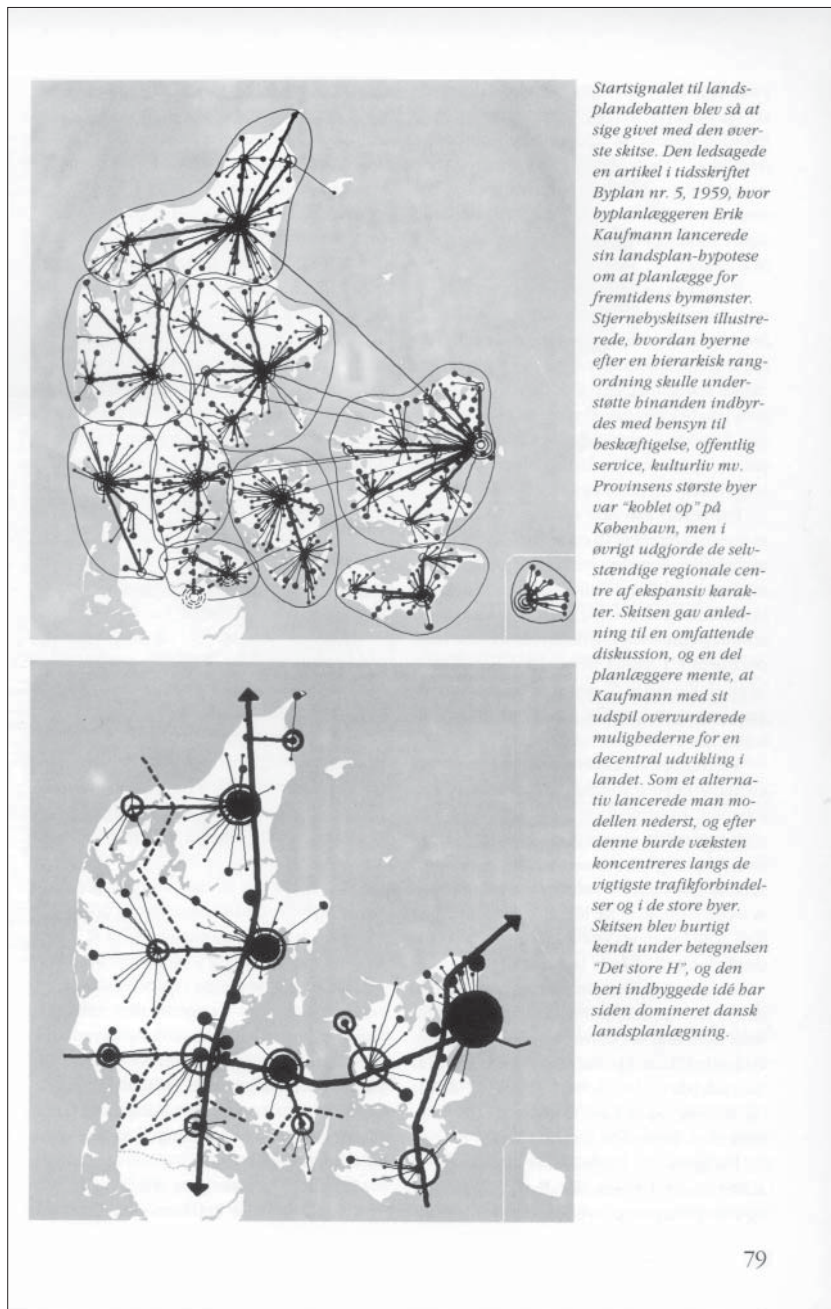 Startsignalet til lands-
plandebatten blev så at
sige givet med den øver-
ste skitse. Den ledsagede
en artikel i tidsskriftet
Byplan nr. 5, 1959, hvor
byplanlæggeren Erik
Kaufmann lancerede
sin landsplan-hypotese
om at planlægge for
fremtidens bymønster.
Stjernebyskitsen illustre-
rede, hvordan byerne
efter en hierarkisk rang-
ordning skulle under-
støtte hinanden indbyr-
des med hensyn til
beskæftigelse, offentlig
service, kulturliv mv.
Provinsens største byer
var "koblet op" på
København, men i
øvrigt udgjorde de selv-
stændige regionale cen-
tre af ekspansiv karak-
ter. Skitsen gav anled-
ning til en omfattende
diskussion, og en del
planlæggere mente, at
Kaufmann med sit
udspil overvurderede
mulighederne for en
decentral udvikling i
landet. Som et alterna-
tiv lancerede man mo-
dellen nederst, og efter
denne burde væksten
koncentreres langs de
vigtigste trafikforbindel-
ser og i de store byer.
Skitsen blev hurtigt
kendt under betegnelsen
"Det store H", og den
heri indbyggede idé har
siden domineret dansk
landsplanlægning.
79